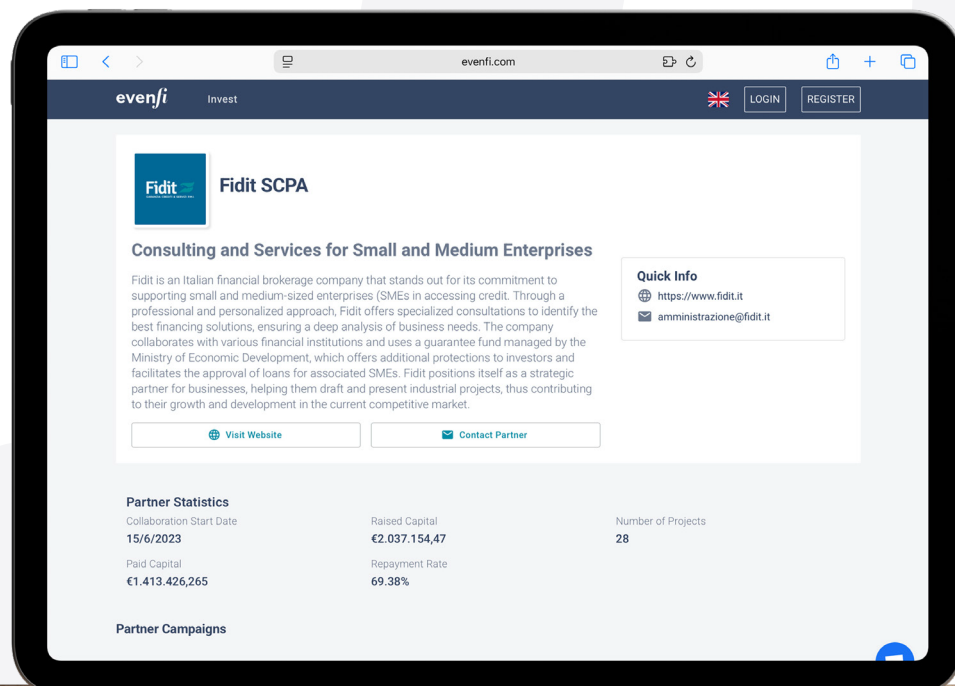 evenfi.com
evenfi
Invest
LOGIN
REGISTER
Fidit
Fidit SCPA
Consulting and Services for Small and Medium Enterprises
Fidit is an Italian financial brokerage company that stands out for its commitment to
supporting small and medium-sized enterprises (SMEs in accessing credit. Through a
professional and personalized approach, Fidit offers specialized consultations to identify the
best financing solutions, ensuring a deep analysis of business needs. The company
collaborates with various financial institutions and uses a guarantee fund managed by the
Ministry of Economic Development, which offers additional protections to investors and
facilitates the approval of loans for associated SMEs. Fidit positions itself as a strategic
partner for businesses, helping them draft and present industrial projects, thus contributing
to their growth and development in the current competitive market.
Visit Website
Contact Partner
Quick Info
https://www.fidit.it
amministrazione@fidit.it
Partner Statistics
Collaboration Start Date
15/6/2023
Raised Capital
€2.037.154,47
Number of Projects
28
Paid Capital
€1.413.426,265
Repayment Rate
69.38%
Partner Campaigns